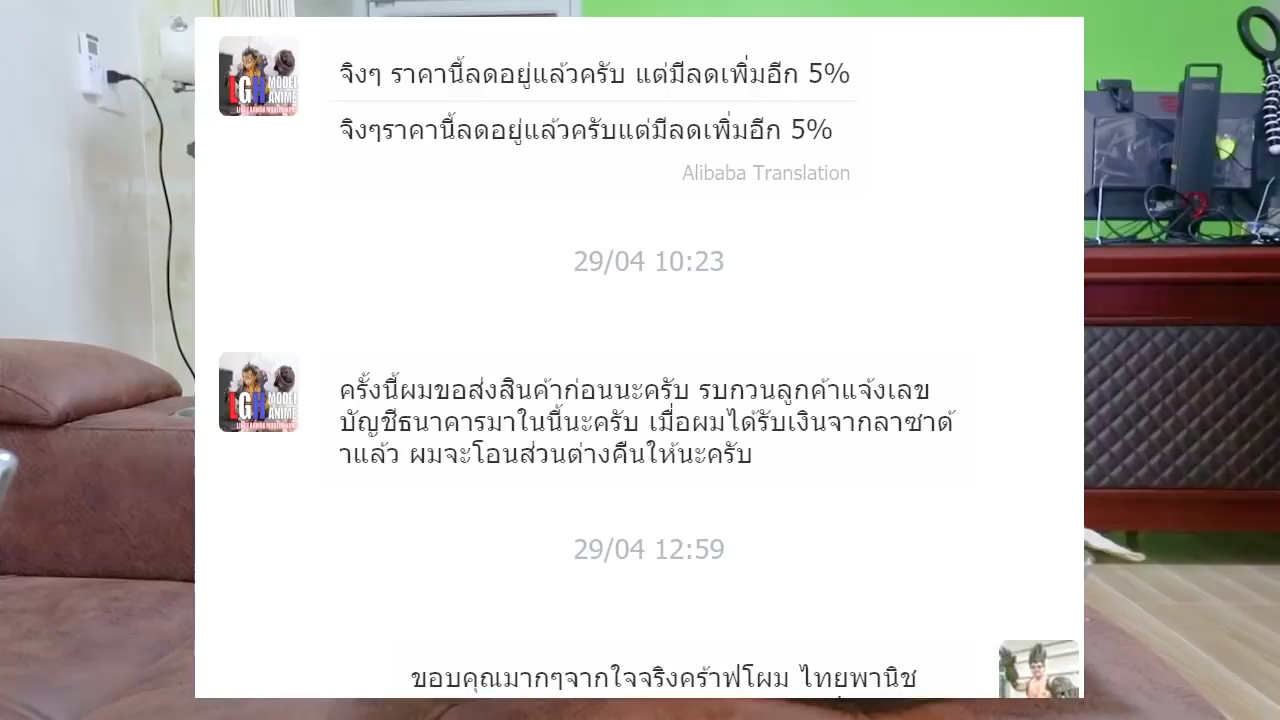 LGH MODEL
ANIME
จิงๆ ราคานี้ลดอยู่แล้วครับ แต่มีลดเพิ่มอีก 5%
จิงๆราคานี้ลดอยู่แล้วครับแต่มีลดเพิ่มอีก 5%
Alibaba Translation
29/04 10:23
LGH MODEL
ANIME
ครั้งนี้ผมขอส่งสินค้าก่อนนะครับ รบกวนลูกค้าแจ้งเลข
บัญชีธนาคารมาในนี้นะครับ เมื่อผมได้รับเงินจากลาซาด้
าแล้ว ผมจะโอนส่วนต่างคืนให้นะครับ
29/04 12:59
ขอบคุณมากๆจากใจจริงคร้าฟโผม ไทยพานิช